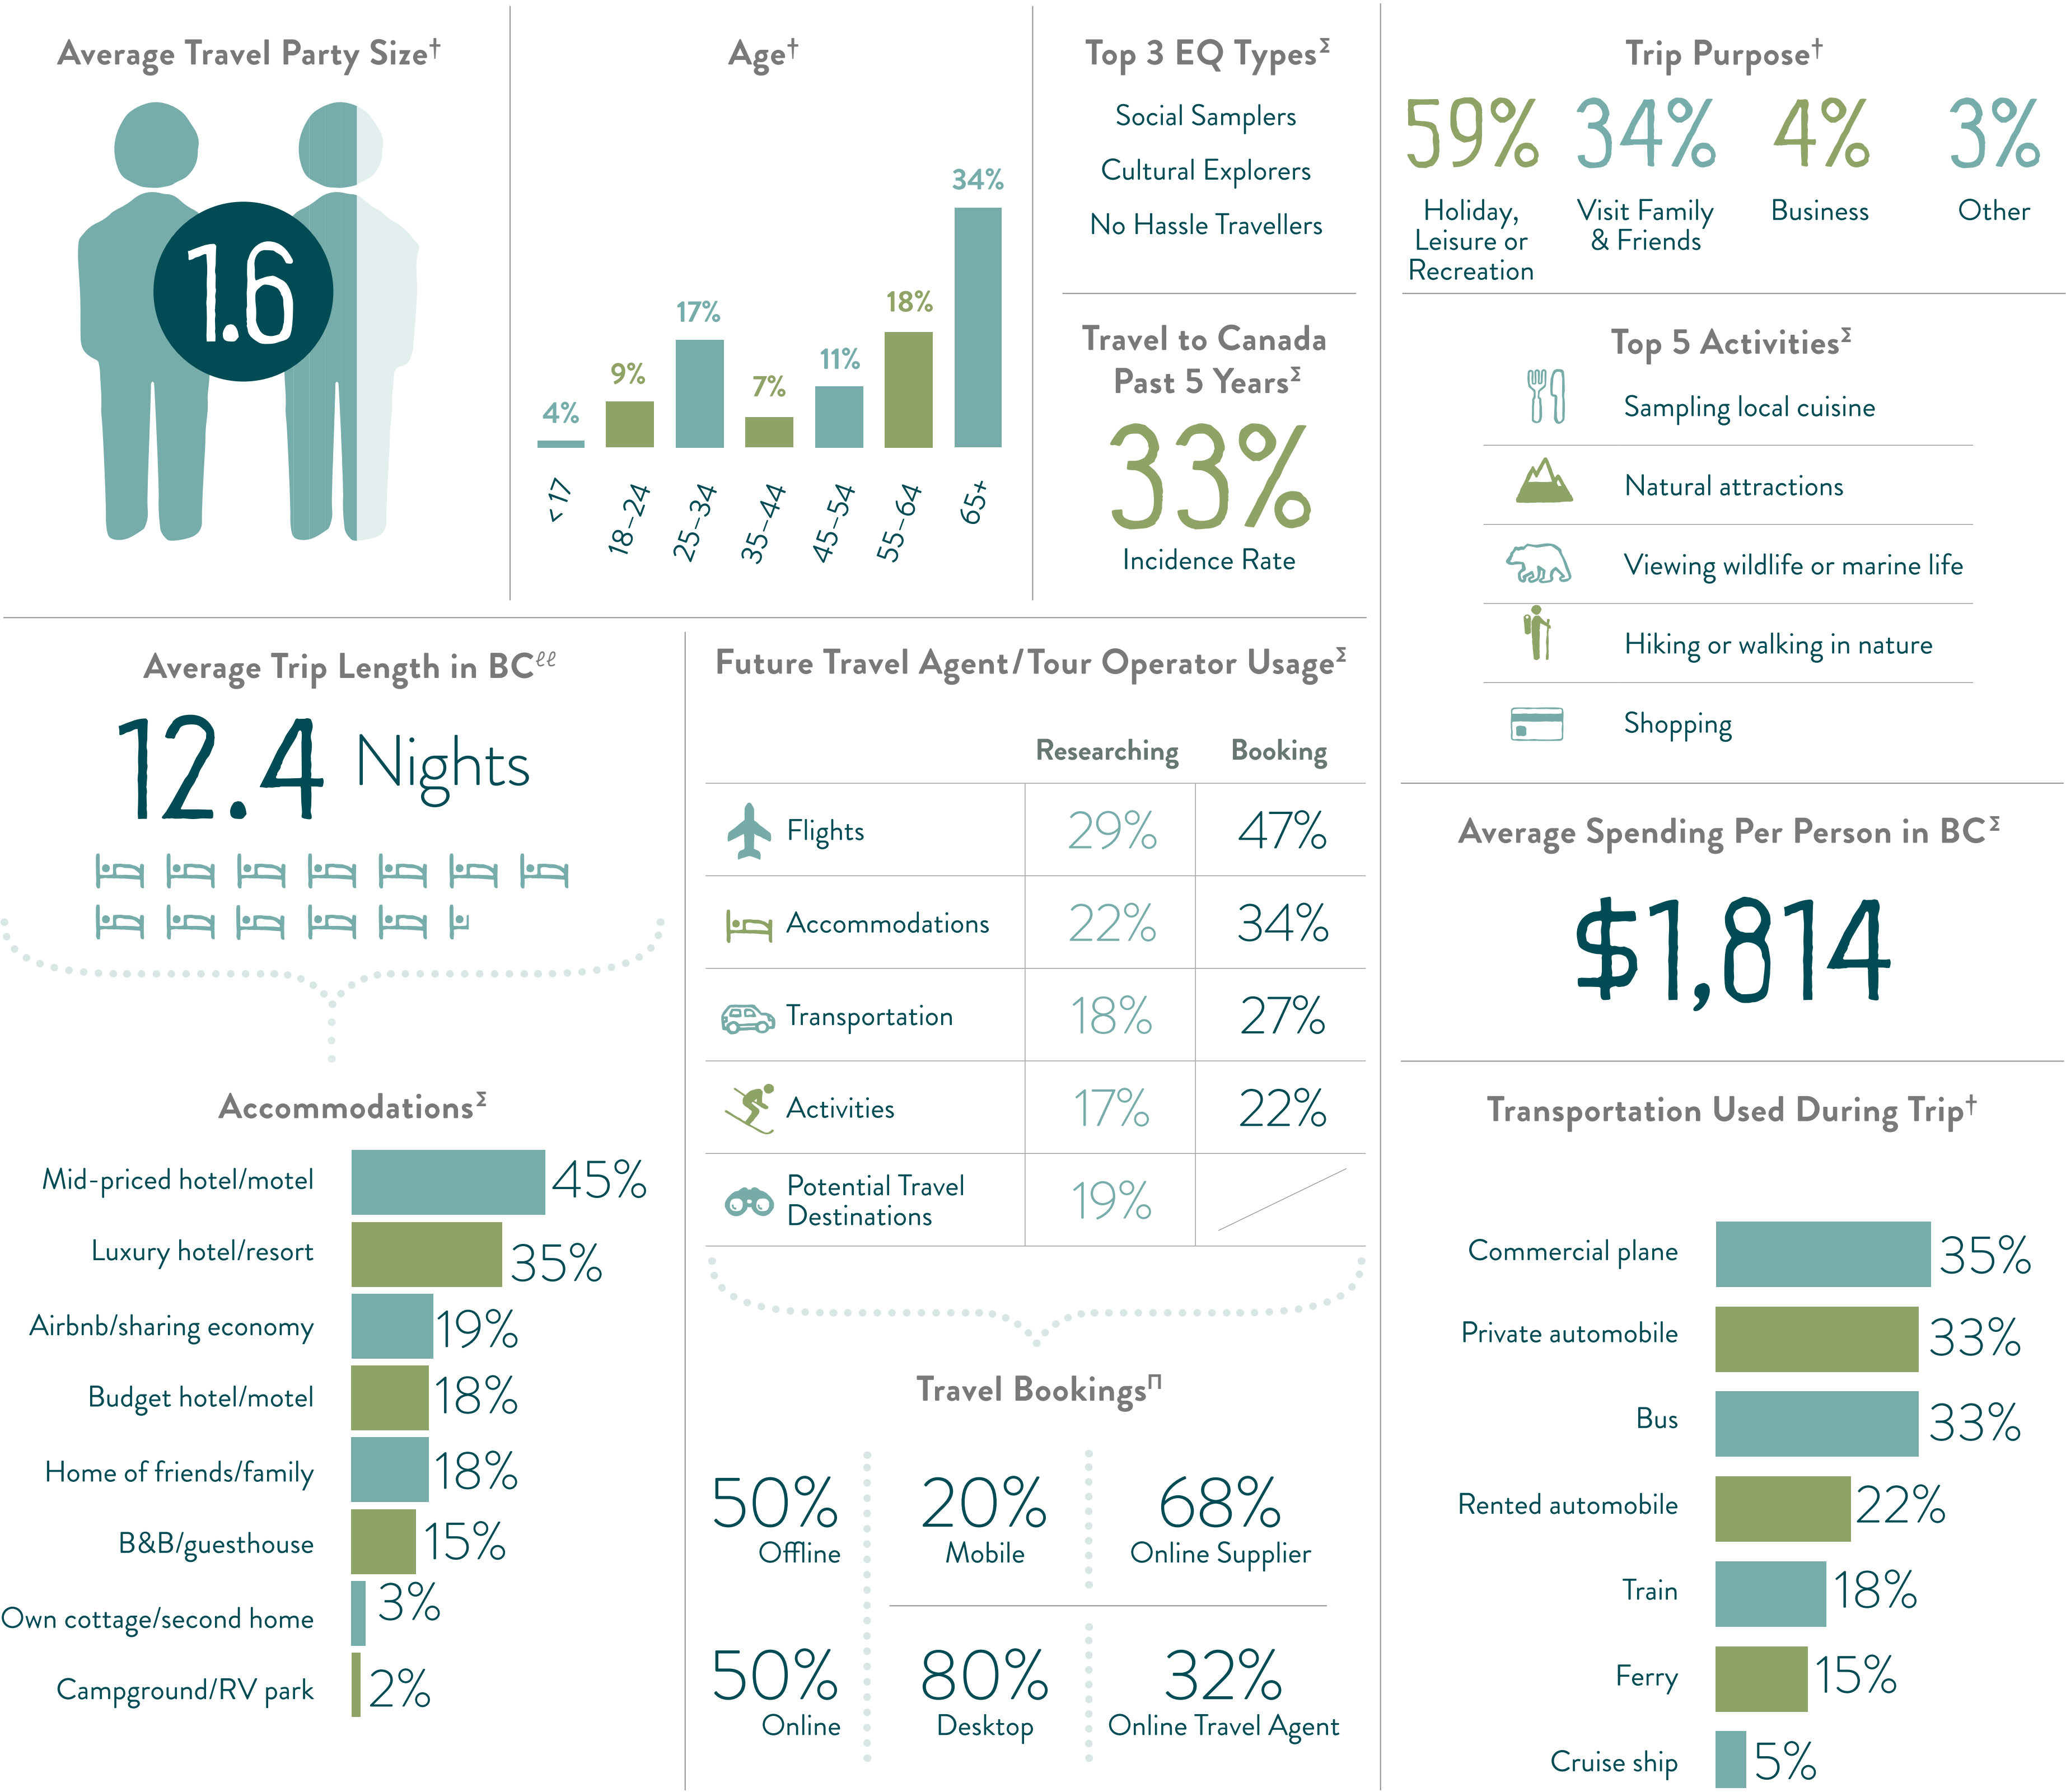 Average Travel Party Size†
1.6
Age†
4%
9%
17%
7%
11%
18%
34%
<17
18–24
25–34
35–44
45–54
55–64
65+
Top 3 EQ Types Σ
Social Samplers
Cultural Explorers
No Hassle Travellers
Travel to Canada
Past 5 Years Σ
33%
Incidence Rate
Trip Purpose†
59%
Holiday,
Leisure or
Recreation
34%
Visit Family
& Friends
4%
Business
3%
Other
Top 5 Activities Σ
Sampling local cuisine
Natural attractions
Viewing wildlife or marine life
Hiking or walking in nature
Shopping
Average Spending Per Person in BC Σ
$1,814
Average Trip Length in BC ℓℓ
12.4 Nights
Accommodations Σ
Mid-priced hotel/motel 45%
Luxury hotel/resort 35%
Airbnb/sharing economy 19%
Budget hotel/motel 18%
Home of friends/family 18%
B&B/guesthouse 15%
Own cottage/second home 3%
Campground/RV park 2%
Future Travel Agent/Tour Operator Usage Σ
Researching Booking
Flights 29% 47%
Accommodations 22% 34%
Transportation 18% 27%
Activities 17% 22%
Potential Travel
Destinations 19%
Travel Bookings Π
50%
Offline
20%
Mobile
68%
Online Supplier
50%
Online
80%
Desktop
32%
Online Travel Agent
Transportation Used During Trip†
Commercial plane 35%
Private automobile 33%
Bus 33%
Rented automobile 22%
Train 18%
Ferry 15%
Cruise ship 5%